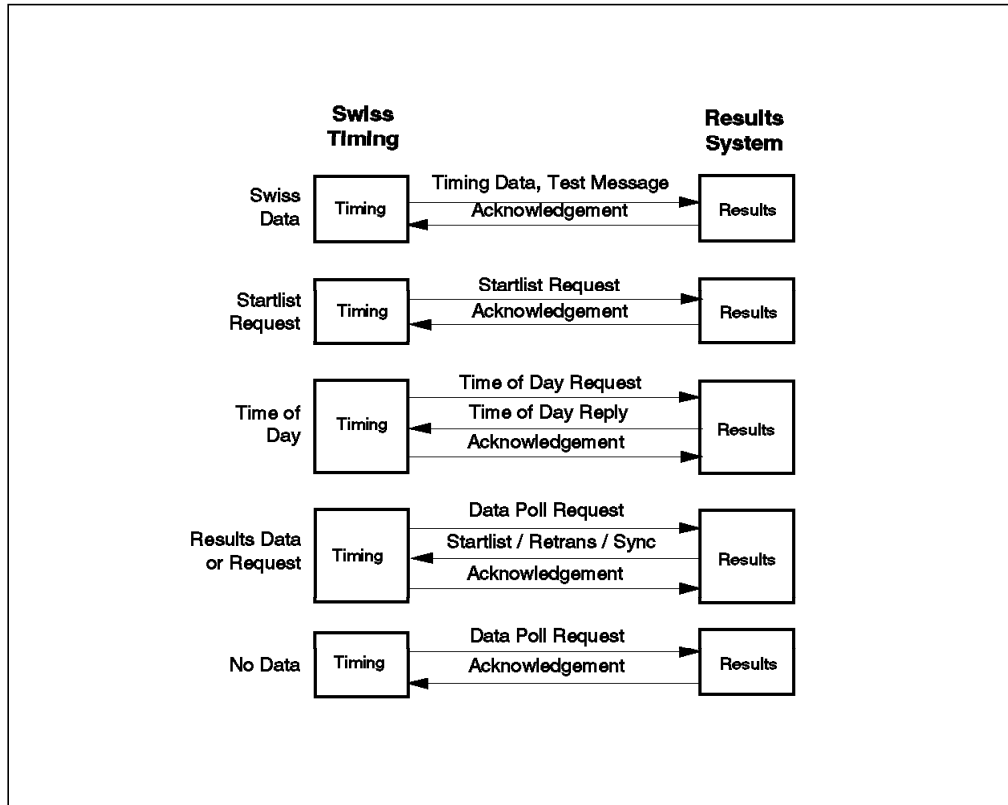 Swiss
Timing
Results
System
Swiss
Data
Timing
Timing Data, Test Message
Acknowledgement
Results
Startlist
Request
Timing
Startlist Request
Acknowledgement
Results
Time of
Day
Timing
Time of Day Request
Time of Day Reply
Acknowledgement
Results
Results Data
or Request
Timing
Data Poll Request
Startlist / Retrans / Sync
Acknowledgement
Results
No Data
Timing
Data Poll Request
Acknowledgement
Results